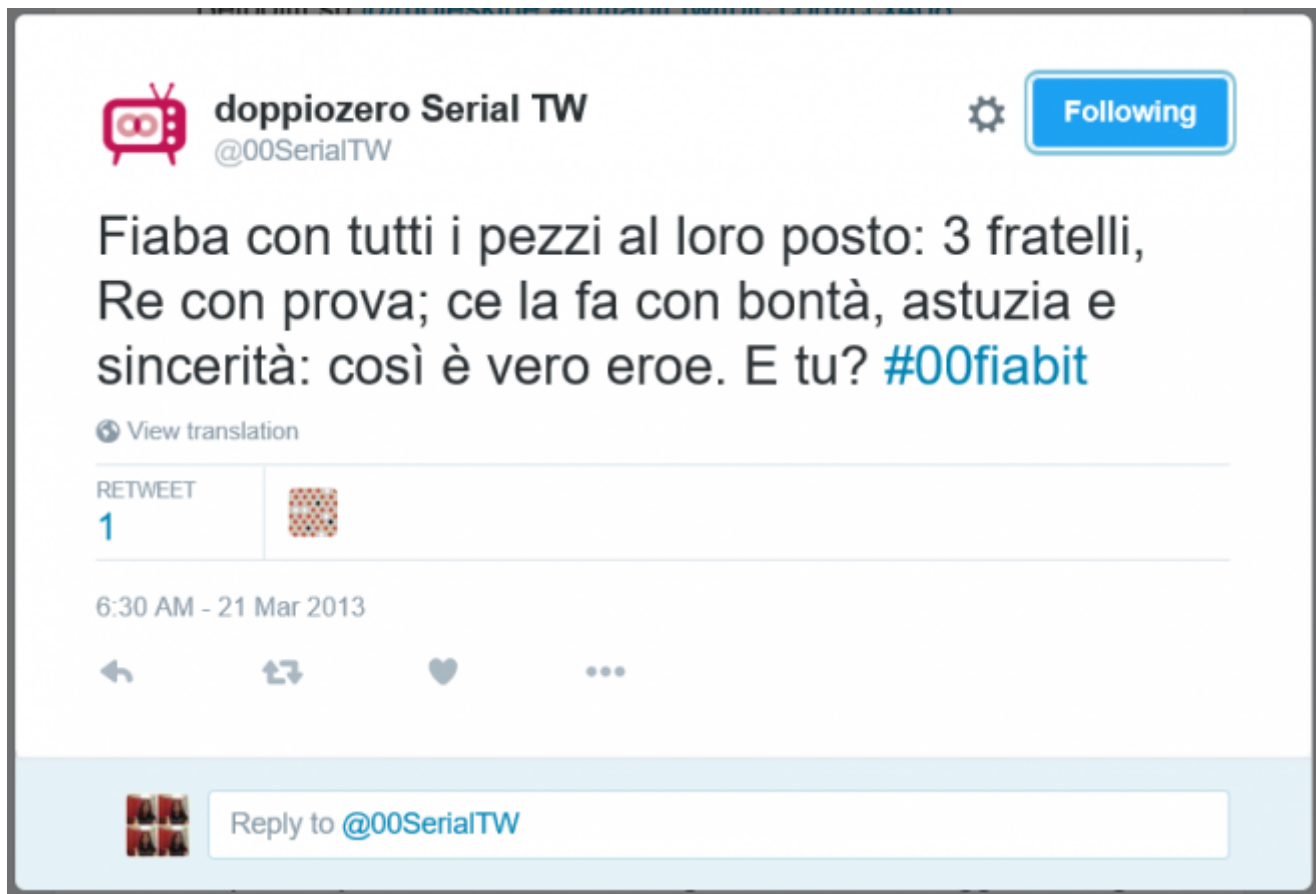 doppiozero Serial TW
@00SerialTW
Following
Fiaba con tutti i pezzi al loro posto: 3 fratelli,
Re con prova; ce la fa con bontà, astuzia e
sincerità: così è vero eroe. E tu? #00fiabit
View translation
RETWEET
1
6:30 AM - 21 Mar 2013
Reply to @00SerialTW